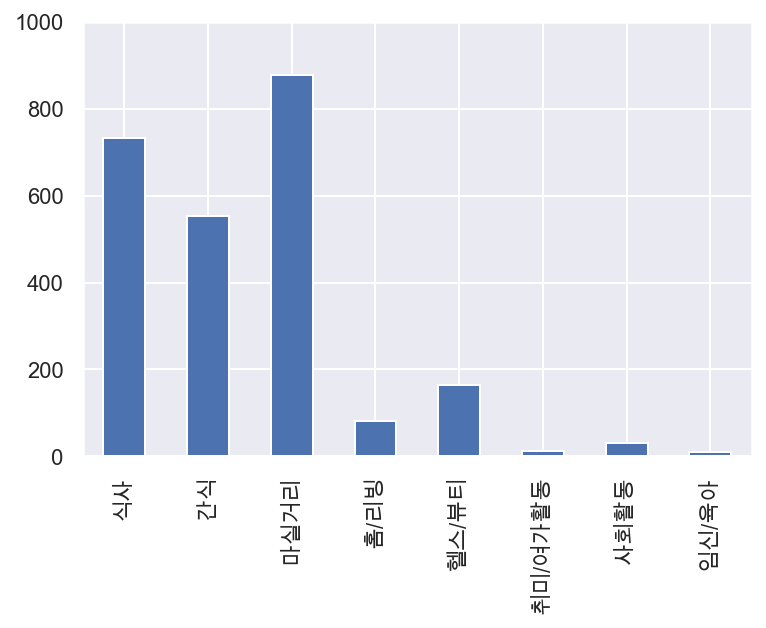 1000
800
600
400
200
0
식사
간식
마실거리
홈/리빙
헬스/뷰티
취미/여가활동
사회활동
임신/육아